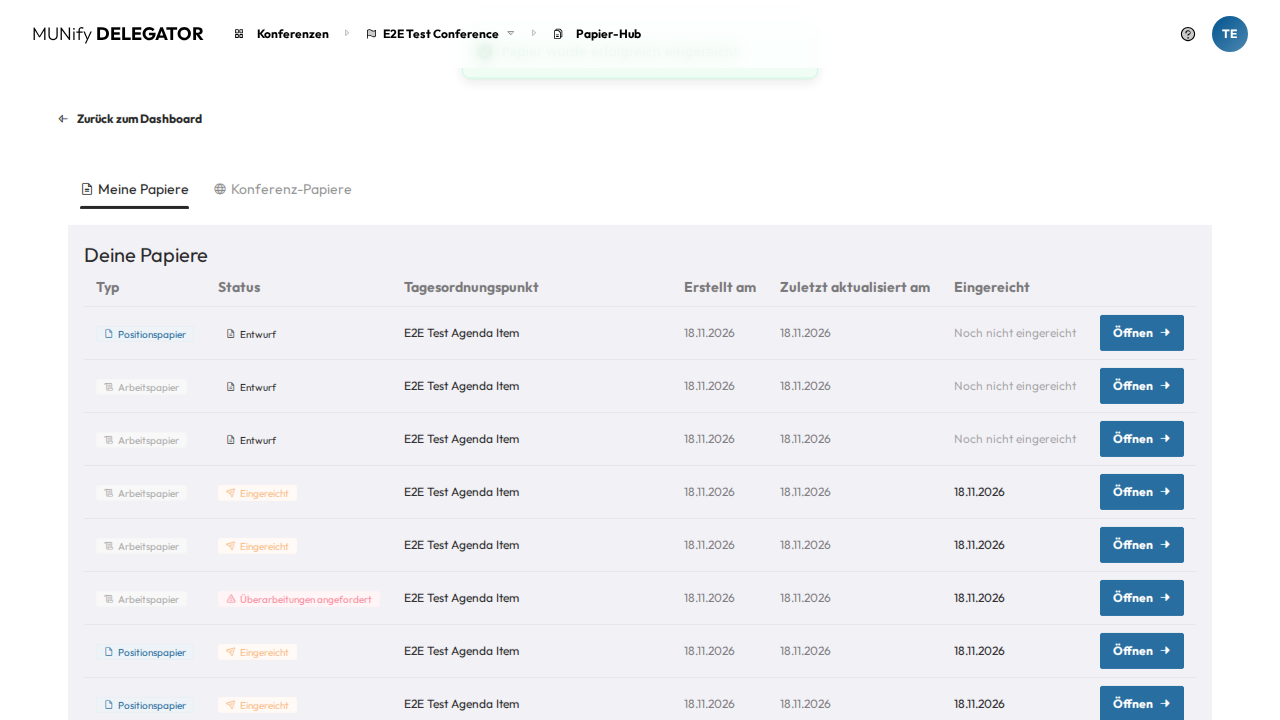 MUNify DELEGATOR Konferenzen E2E Test Conference Papier-Hub TE
Zurück zum Dashboard
Meine Papiere Konferenz-Papiere
Deine Papiere
Typ Status Tagesordnungspunkt Erstellt am Zuletzt aktualisiert am Eingereicht
Positionspapier Entwurf E2E Test Agenda Item 18.11.2026 18.11.2026 Noch nicht eingereicht Öffnen
Arbeitspapier Entwurf E2E Test Agenda Item 18.11.2026 18.11.2026 Noch nicht eingereicht Öffnen
Arbeitspapier Entwurf E2E Test Agenda Item 18.11.2026 18.11.2026 Noch nicht eingereicht Öffnen
Arbeitspapier Eingereicht E2E Test Agenda Item 18.11.2026 18.11.2026 18.11.2026 Öffnen
Arbeitspapier Eingereicht E2E Test Agenda Item 18.11.2026 18.11.2026 18.11.2026 Öffnen
Arbeitspapier Überarbeitungen angefordert E2E Test Agenda Item 18.11.2026 18.11.2026 18.11.2026 Öffnen
Positionspapier Eingereicht E2E Test Agenda Item 18.11.2026 18.11.2026 18.11.2026 Öffnen
Positionspapier Eingereicht E2E Test Agenda Item 18.11.2026 18.11.2026 18.11.2026 Öffnen